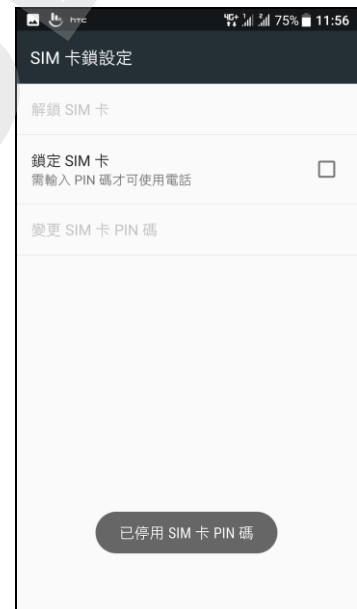 hTC 4G+ 75% 11:56
SIM 卡鎖設定
解鎖 SIM 卡
鎖定 SIM 卡
需輸入 PIN 碼才可使用電話
變更 SIM 卡 PIN 碼
已停用 SIM 卡 PIN 碼